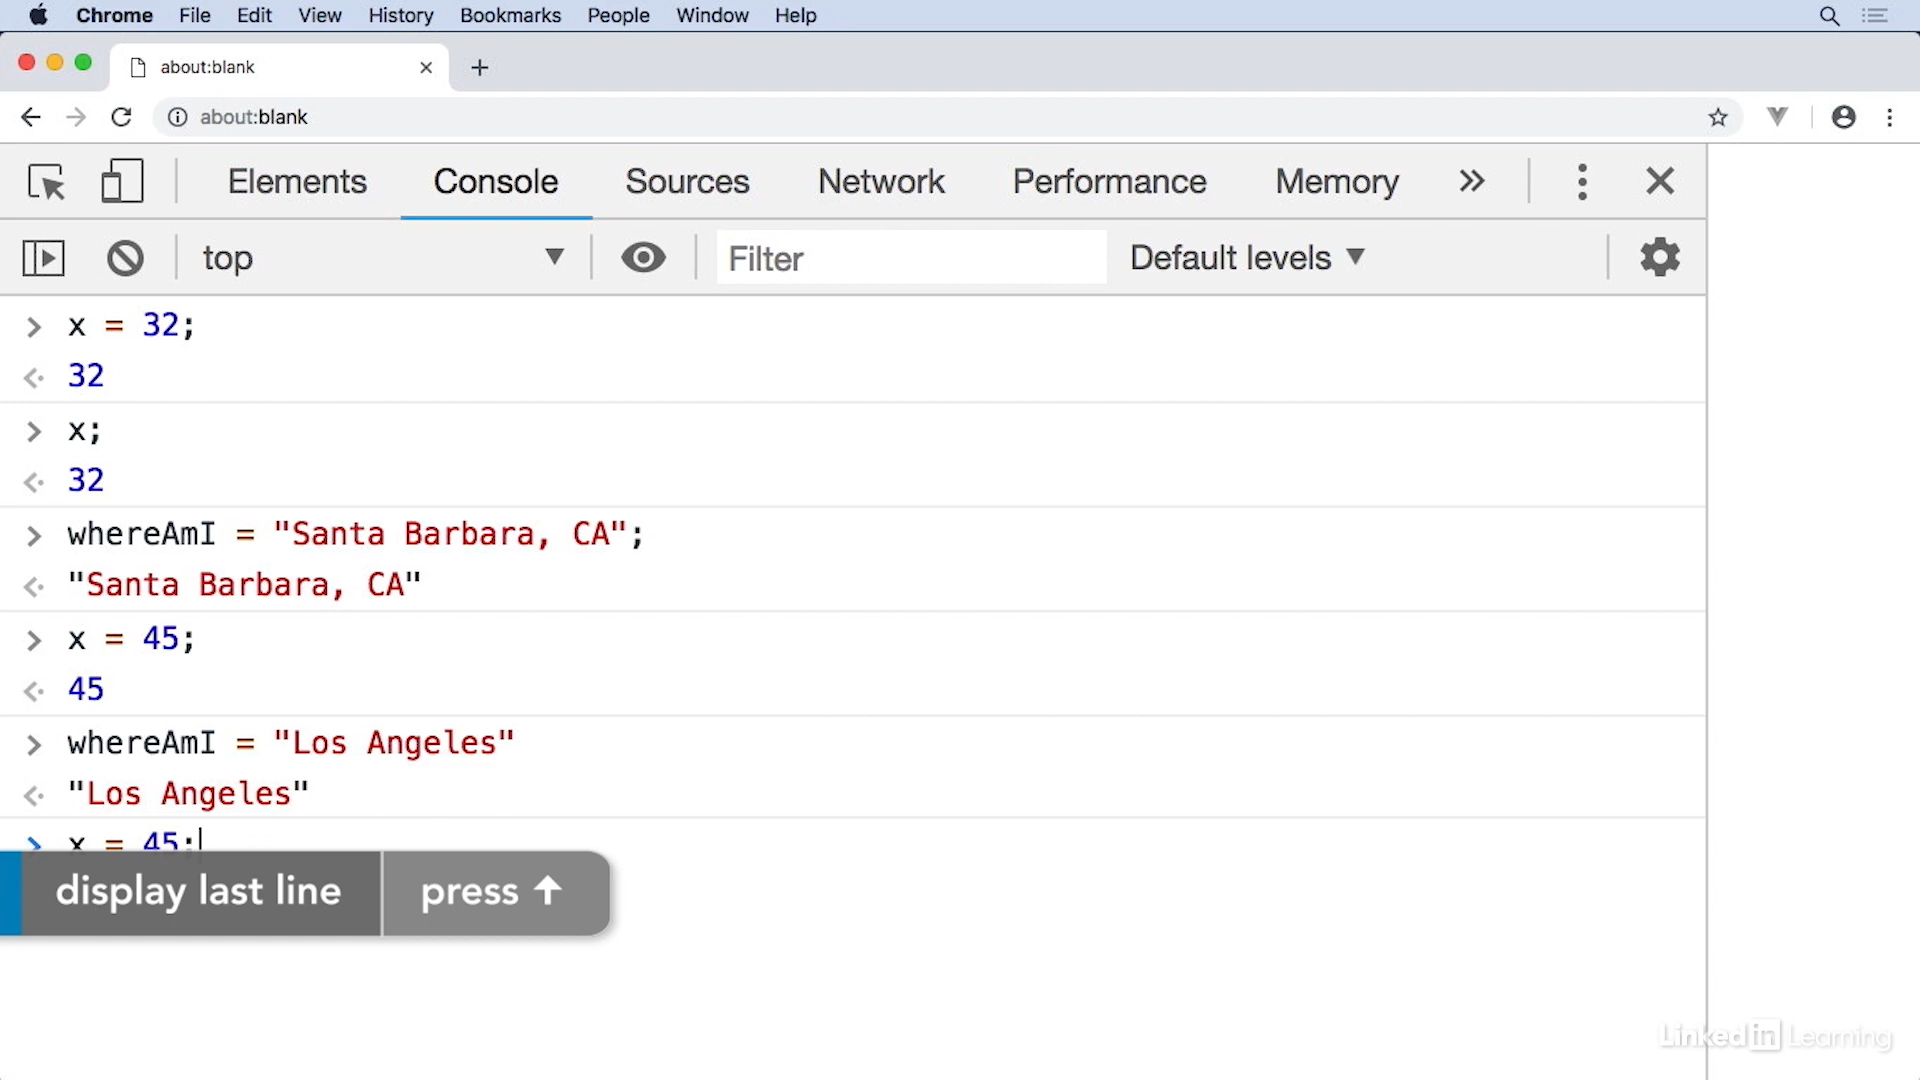 Chrome File Edit View History Bookmarks People Window Help
about:blank
about:blank
Elements Console Sources Network Performance Memory
top Filter Default levels
x = 32;
32
x;
32
whereAmI = "Santa Barbara, CA";
"Santa Barbara, CA"
x = 45;
45
whereAmI = "Los Angeles"
"Los Angeles"
x = 45;
display last line press ↑
LinkedIn Learning